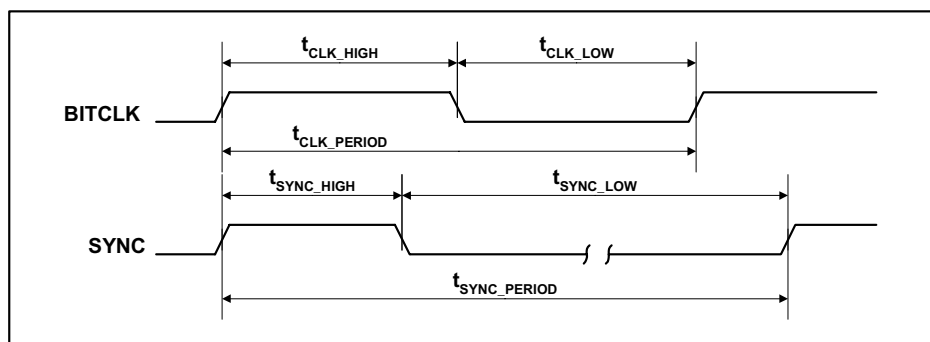 tCLK_HIGH tCLK_LOW
BITCLK
tCLK_PERIOD
tSYNC_HIGH tSYNC_LOW
SYNC
tSYNC_PERIOD